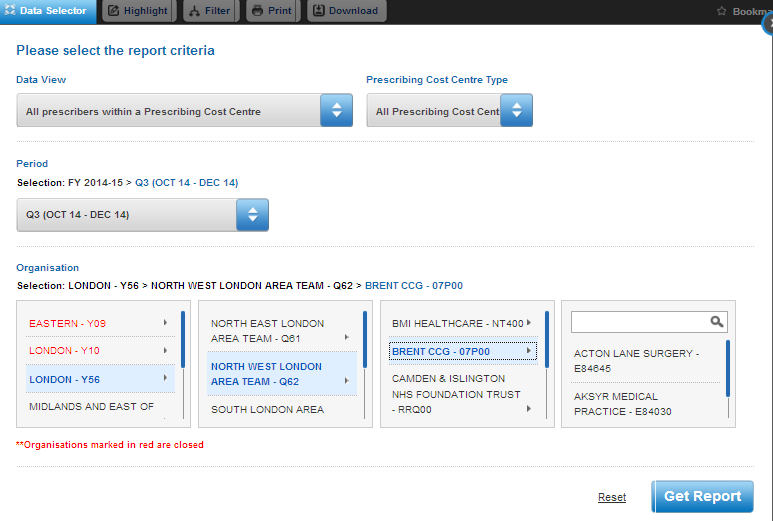 Data Selector
Highlight
Filter
Print
Download
Please select the report criteria
Data View
Prescribing Cost Centre Type
All prescribers within a Prescribing Cost Centre
All Prescribing Cost Cent
Period
Selection: FY 2014-15 > Q3 (OCT 14 - DEC 14)
Q3 (OCT 14 - DEC 14)
Organisation
Selection: LONDON - Y56 > NORTH WEST LONDON AREA TEAM - Q62 > BRENT CCG - 07P00
EASTERN - Y09
LONDON - Y10
LONDON - Y56
MIDLANDS AND EAST OF
NORTH EAST LONDON
AREA TEAM - Q61
NORTH WEST LONDON
AREA TEAM - Q62
SOUTH LONDON AREA
BMI HEALTHCARE - NT400
BRENT CCG - 07P00
CAMDEN & ISLINGTON
NHS FOUNDATION TRUST
- RRQ00
ACTON LANE SURGERY -
E84645
AKSYR MEDICAL
PRACTICE - E84030
**Organisations marked in red are closed
Reset
Get Report